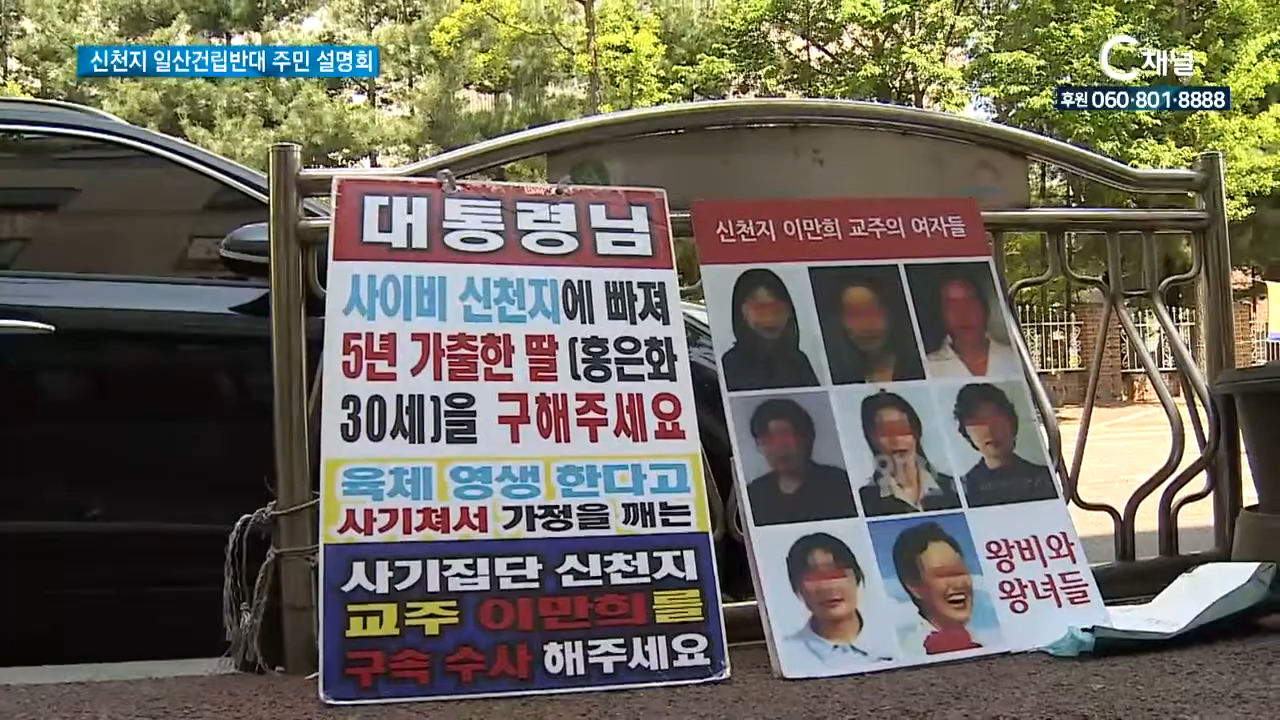 신천지 일산건립반대 주민 설명회
C채널
후원 060·801·8888
대통령님
사이비 신천지에 빠져
5년 가출한 딸 (홍은화
30세)을 구해주세요
육체 영생 한다고
사기쳐서 가정을 깨는
사기집단 신천지
교주 이만희를
구속 수사 해주세요
신천지 이만희 교주의 여자들
왕비와
왕녀들